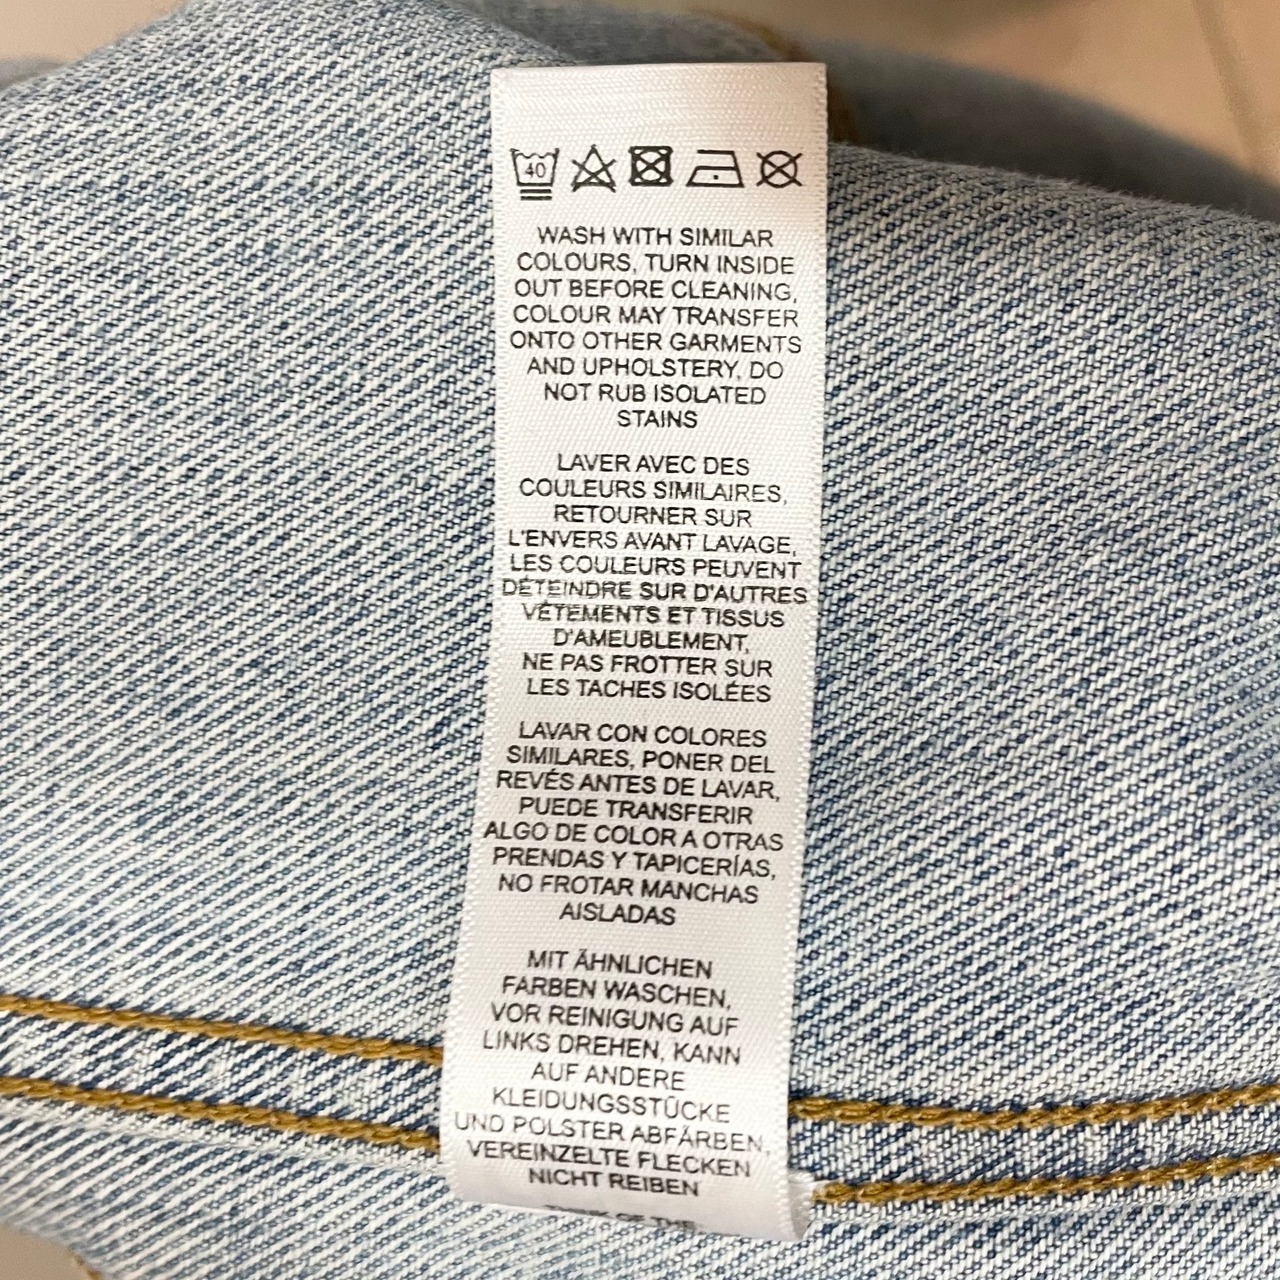 40
WASH WITH SIMILAR
COLOURS, TURN INSIDE
OUT BEFORE CLEANING,
COLOUR MAY TRANSFER
ONTO OTHER GARMENTS
AND UPHOLSTERY, DO
NOT RUB ISOLATED
STAINS
LAVER AVEC DES
COULEURS SIMILAIRES,
RETOURNER SUR
L'ENVERS AVANT LAVAGE,
LES COULEURS PEUVENT
DÉTEINDRE SUR D'AUTRES
VÊTEMENTS ET TISSUS
D'AMEUBLEMENT,
NE PAS FROTTER SUR
LES TACHES ISOLÉES
LAVAR CON COLORES
SIMILARES, PONER DEL
REVÉS ANTES DE LAVAR,
PUEDE TRANSFERIR
ALGO DE COLOR A OTRAS
PRENDAS Y TAPICERÍAS,
NO FROTAR MANCHAS
AISLADAS
MIT ÄHNLICHEN
FARBEN WASCHEN,
VOR REINIGUNG AUF
LINKS DREHEN, KANN
AUF ANDERE
KLEIDUNGSSTÜCKE
UND POLSTER ABFÄRBEN,
VEREINZELTE FLECKEN
NICHT REIBEN
THINK OF THE